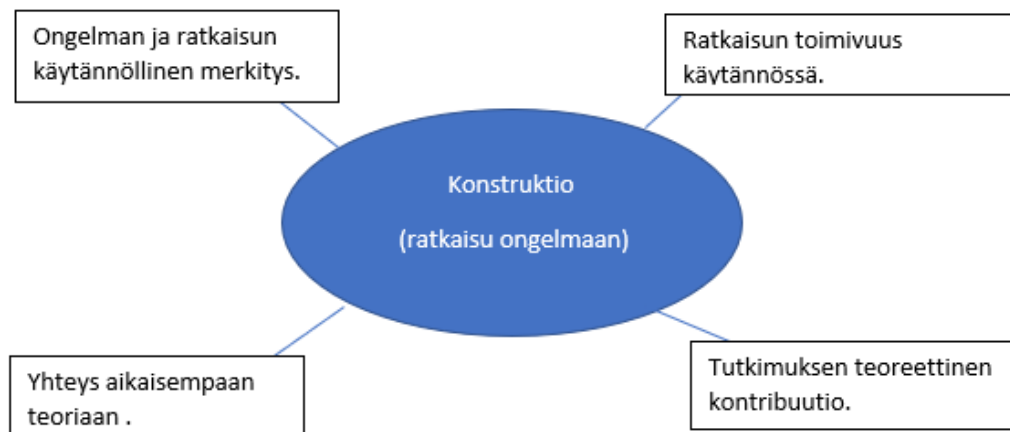 Ongelman ja ratkaisun
käytännöllinen merkitys.
Ratkaisun toimivuus
käytännössä.
Konstruktio
(ratkaisu ongelmaan)
Yhteys aikaisempaan
teoriaan .
Tutkimuksen teoreettinen
kontribuutio.